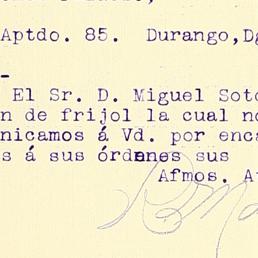 Aptdo. 85. Durango,Dg
El Sr. D. Miguel Soto
n de frijol la cual no
nicamos á Vd. por enca
s á sus órdenes sus
Afmos. A